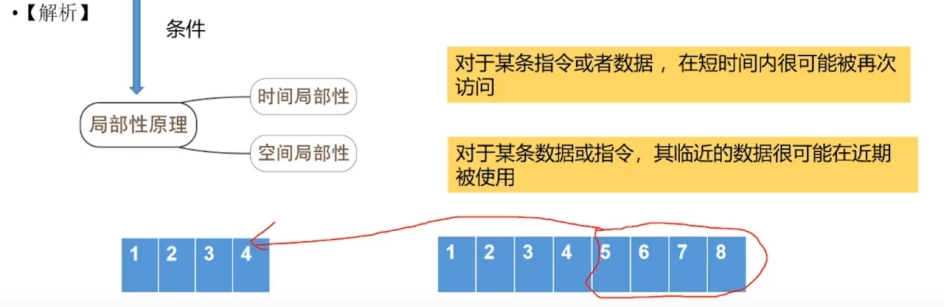 •【解析】
条件
对于某条指令或者数据，在短时间内很可能被再次
访问
时间局部性
局部性原理
空间局部性
对于某条数据或指令，其临近的数据很可能在近期
被使用
1 2 3 4
1 2 3 4 5 6 7 8